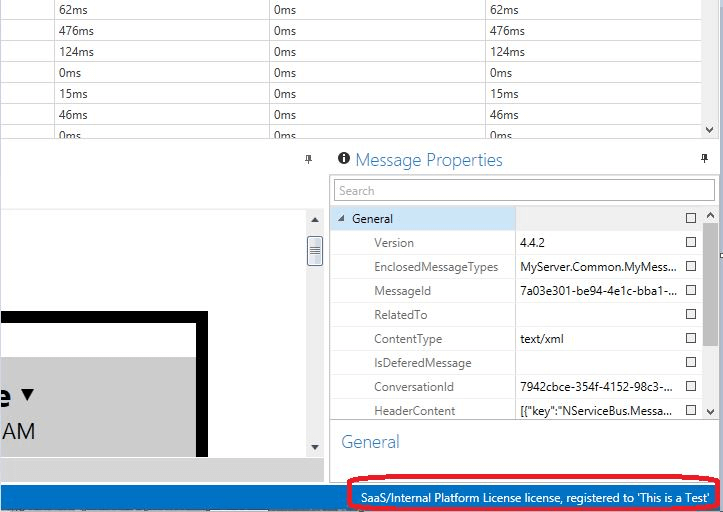 62ms 0ms 62ms
476ms 0ms 476ms
124ms 0ms 124ms
0ms 0ms 0ms
15ms 0ms 15ms
46ms 0ms 46ms
0ms 0ms 0ms
Message Properties
Search
General
Version 4.4.2
EnclosedMessageTypes MyServer.Common.MyMess...
MessageId 7a03e301-be94-4e1c-bba1-...
RelatedTo
ContentType text/xml
IsDeferedMessage
ConversationId 7942cbce-354f-4152-98c3-...
HeaderContent [{"key":"NServiceBus.Messa...
e
AM
General
SaaS/Internal Platform License license, registered to 'This is a Test'